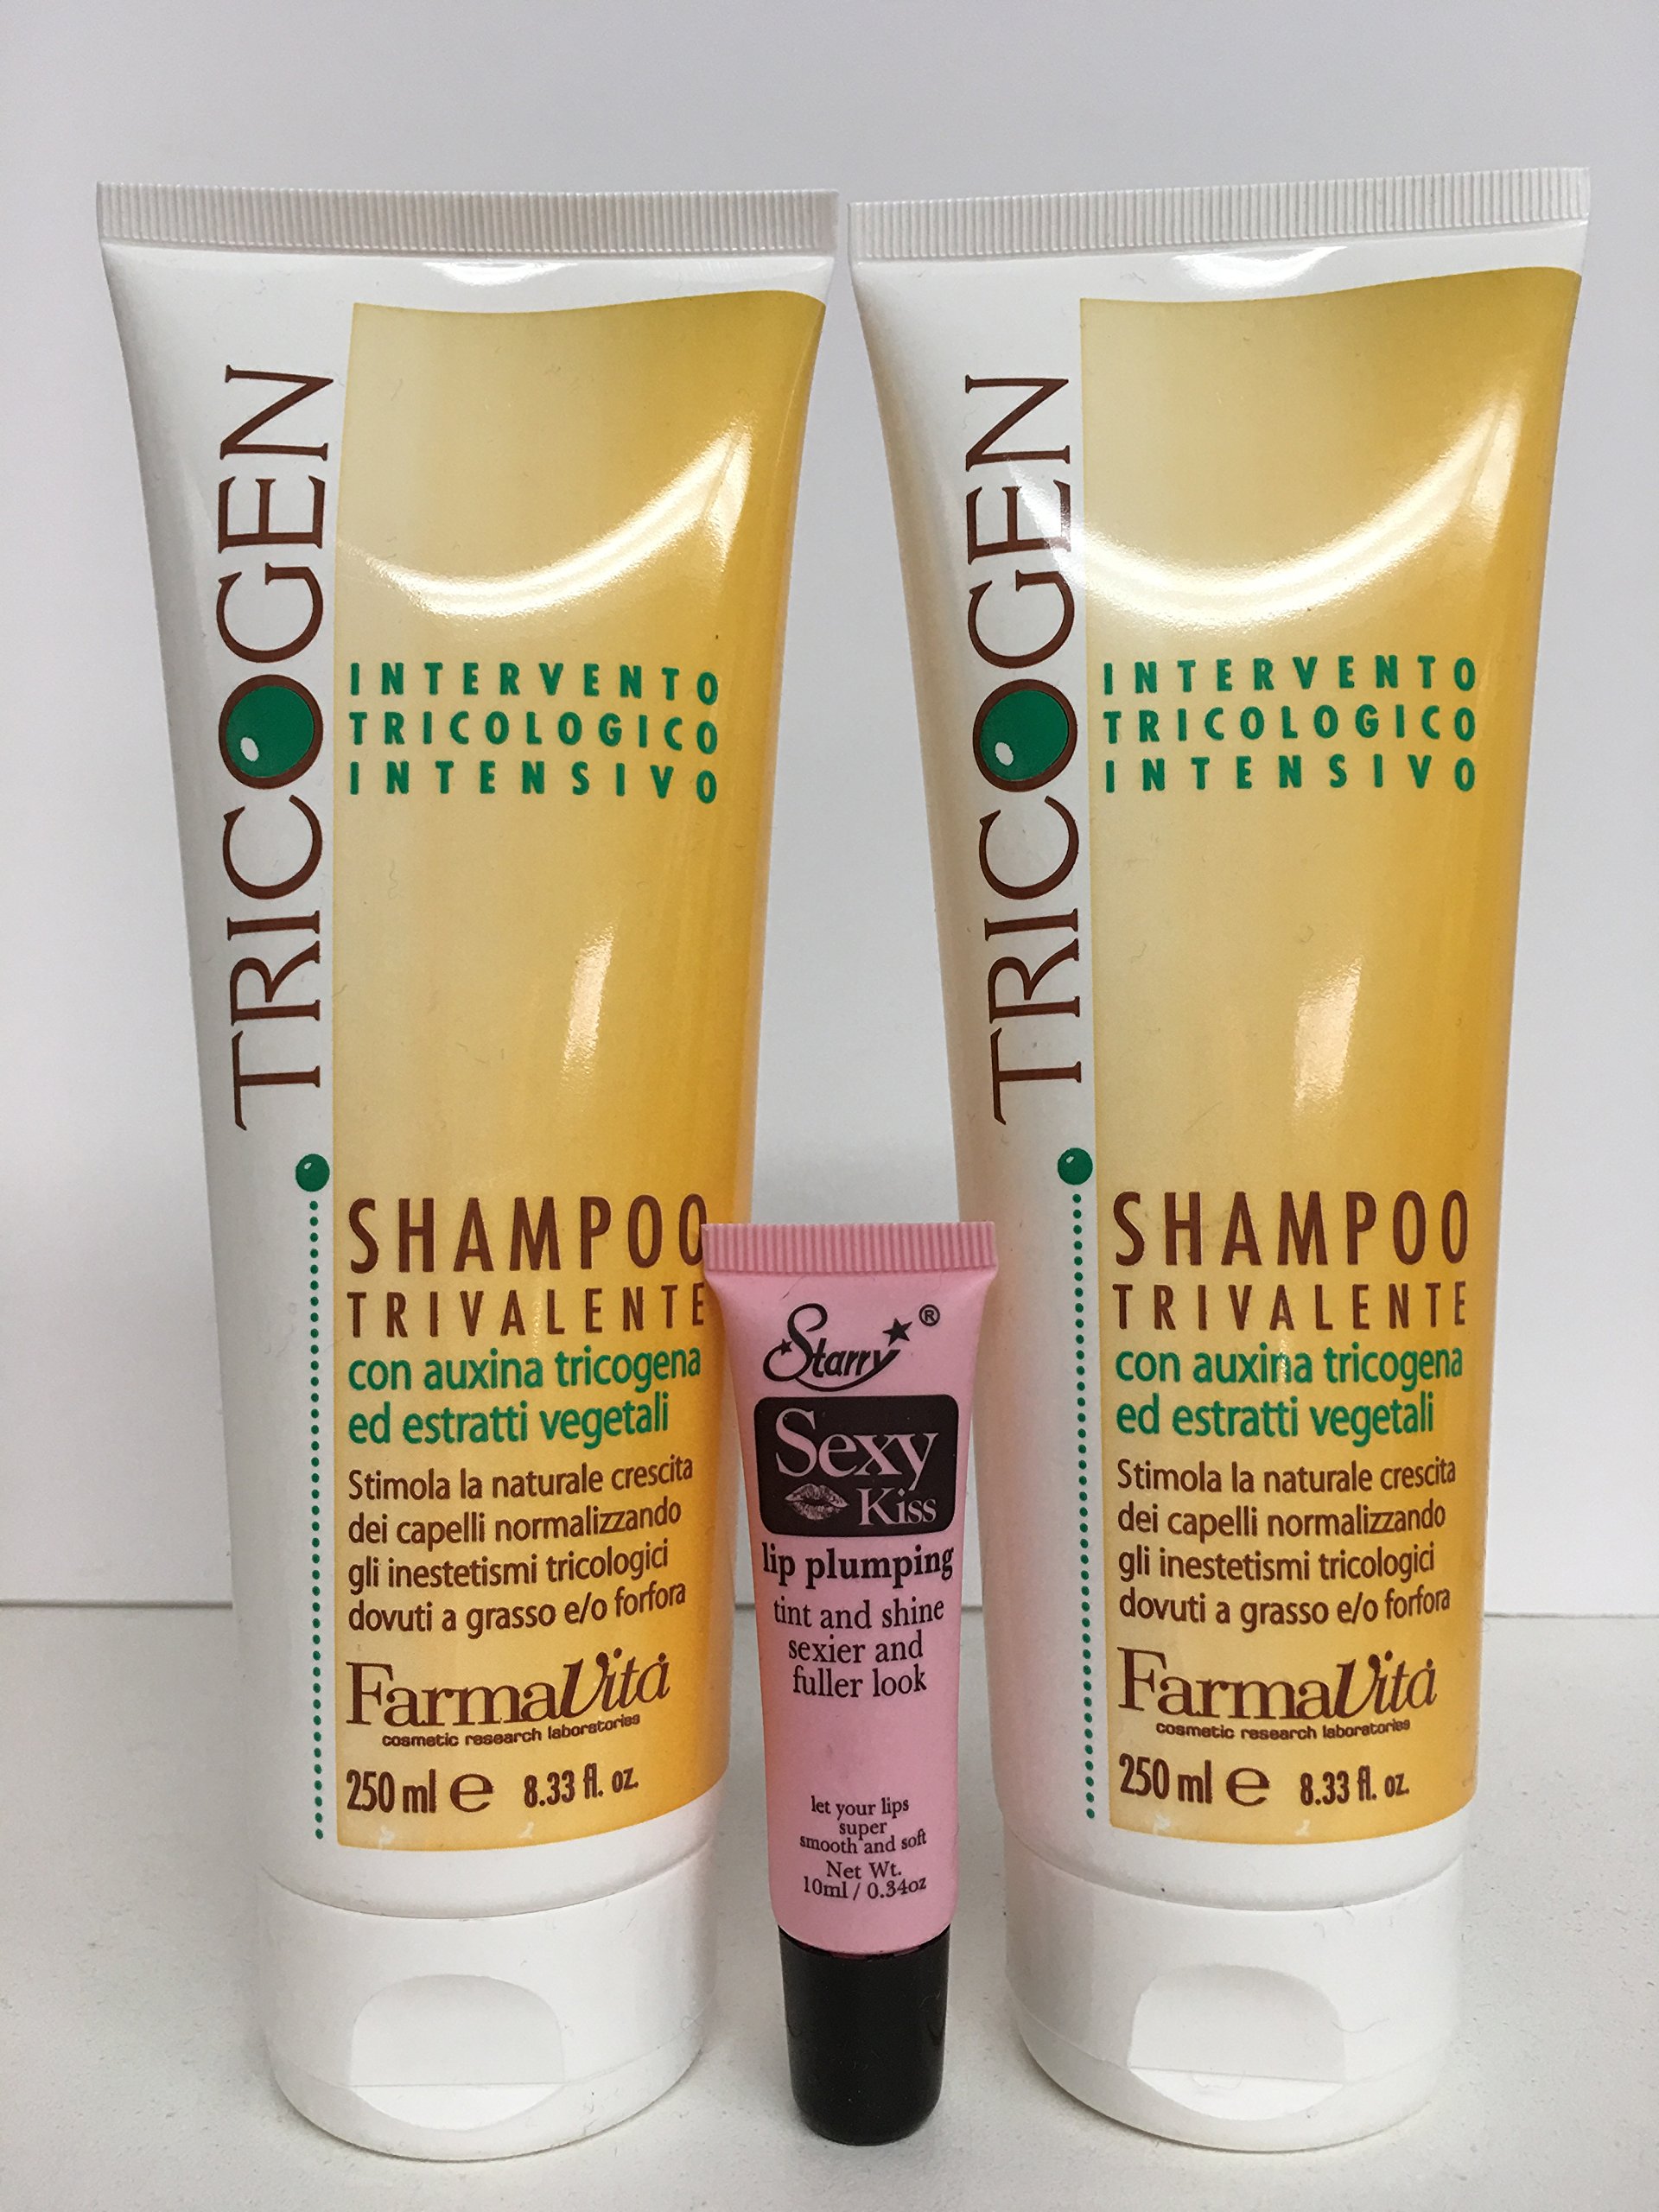 TRICOGEN
INTERVENTO
TRICOLOGICO
INTENSIVO
SHAMPOO
TRIVALENTE
con auxina tricogena
ed estratti vegetali
Stimola la naturale crescita
dei capelli normalizzando
gli inestetismi tricologici
dovuti a grasso e/o forfora
FarmaVita
cosmetic research laboratories
250 ml e 8.33 fl. oz.
Starry ®
Sexy
Kiss
lip plumping
tint and shine
sexier and
fuller look
let your lips
super
smooth and soft
Net Wt.
10ml / 0.34oz
TRICOGEN
INTERVENTO
TRICOLOGICO
INTENSIVO
SHAMPOO
TRIVALENTE
con auxina tricogena
ed estratti vegetali
Stimola la naturale crescita
dei capelli normalizzando
gli inestetismi tricologici
dovuti a grasso e/o forfora
FarmaVita
cosmetic research laboratories
250 ml e 8.33 fl. oz.